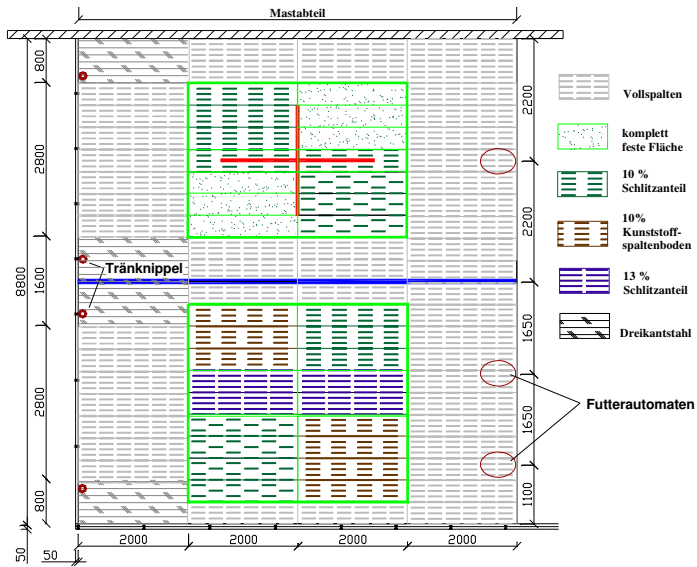 Mastabteil
800
2800
8800
1600
2800
800
50
50
2000
2000
2000
2000
2200
2200
1650
1650
1100
Tränknippel
Vollspalten
komplett
feste Fläche
10 %
Schlitzanteil
10%
Kunststoff-
spaltenboden
13 %
Schlitzanteil
Dreikantstahl
Futterautomaten